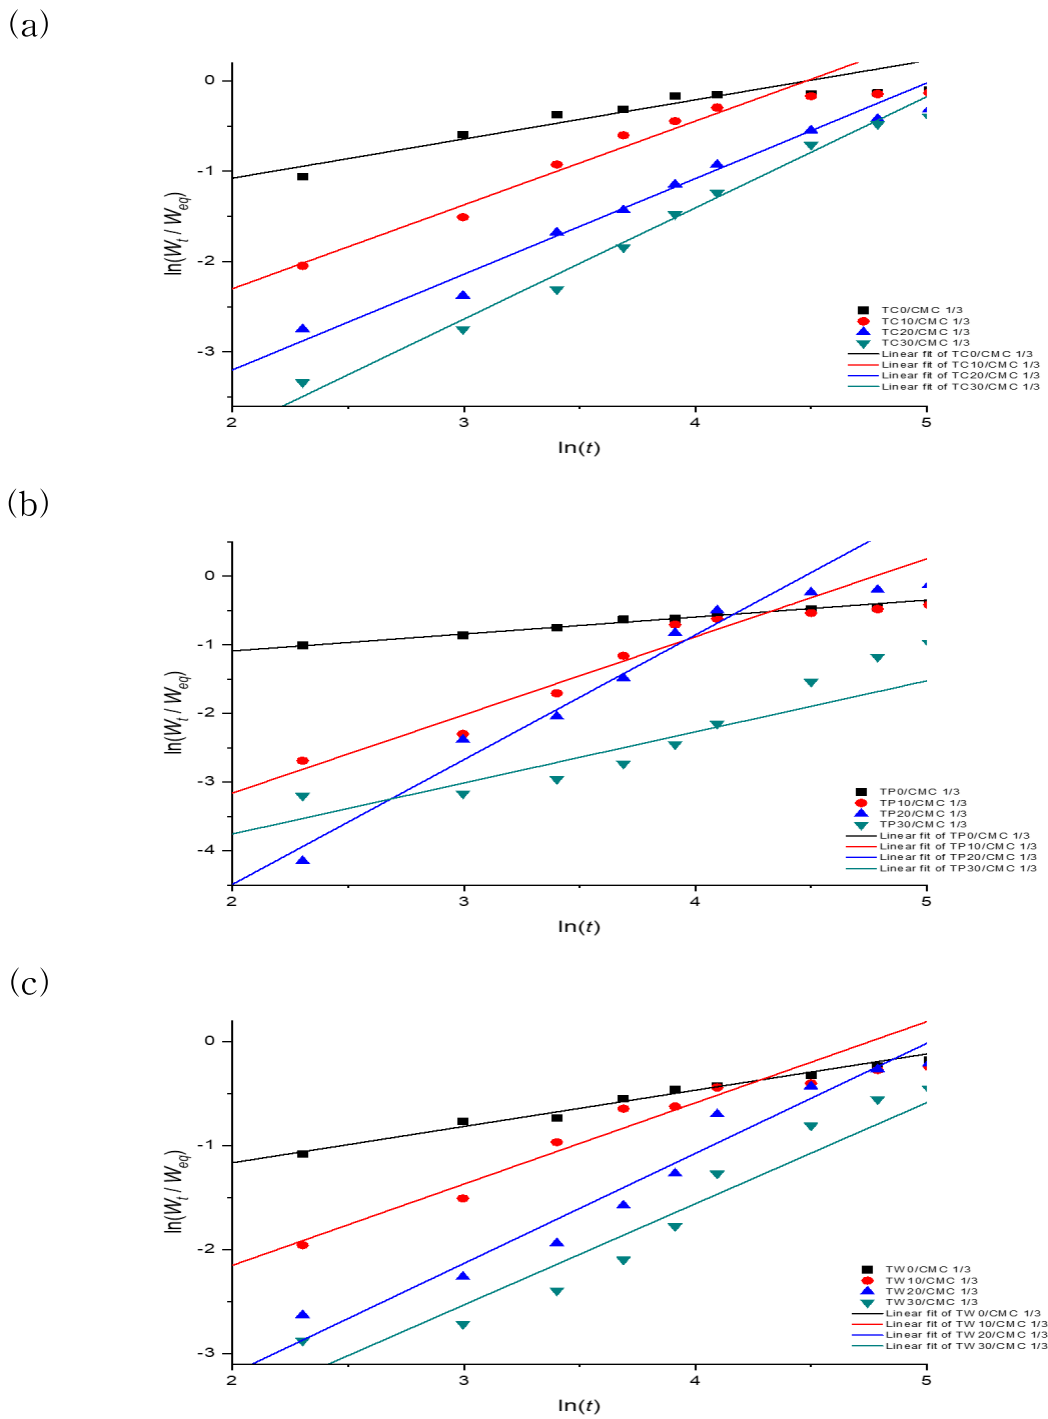 (a)
0
-1
-2
-3
ln(Wt / Weq)
2 3 4 5
ln(t)
TC0/CMC 1/3
TC10/CMC 1/3
TC20/CMC 1/3
TC30/CMC 1/3
Linear fit of TC0/CMC 1/3
Linear fit of TC10/CMC 1/3
Linear fit of TC20/CMC 1/3
Linear fit of TC30/CMC 1/3
(b)
0
-1
-2
-3
-4
ln(Wt / Weq)
2 3 4 5
ln(t)
TP0/CMC 1/3
TP10/CMC 1/3
TP20/CMC 1/3
TP30/CMC 1/3
Linear fit of TP0/CMC 1/3
Linear fit of TP10/CMC 1/3
Linear fit of TP20/CMC 1/3
Linear fit of TP30/CMC 1/3
(c)
0
-1
-2
-3
ln(Wt / Weq)
2 3 4 5
ln(t)
TW0/CMC 1/3
TW10/CMC 1/3
TW20/CMC 1/3
TW30/CMC 1/3
Linear fit of TW0/CMC 1/3
Linear fit of TW10/CMC 1/3
Linear fit of TW20/CMC 1/3
Linear fit of TW30/CMC 1/3